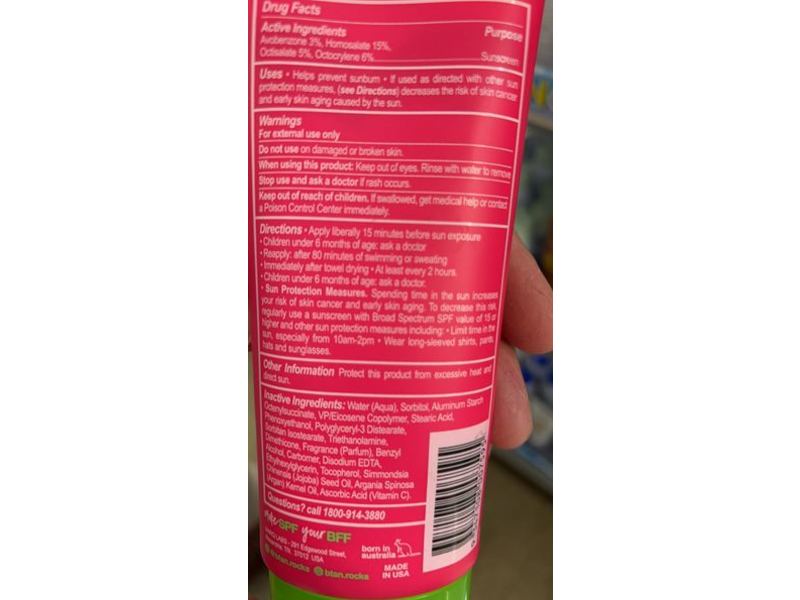 Drug Facts
Active Ingredients Purpose
Avobenzone 3%, Homosalate 15%,
Octisalate 5%, Octocrylene 6% Sunscreen
Uses • Helps prevent sunburn • If used as directed with other sun
protection measures, (see Directions) decreases the risk of skin cancer
and early skin aging caused by the sun.
Warnings
For external use only
Do not use on damaged or broken skin.
When using this product: Keep out of eyes. Rinse with water to remove
Stop use and ask a doctor if rash occurs.
Keep out of reach of children. If swallowed, get medical help or contact
a Poison Control Center immediately.
Directions • Apply liberally 15 minutes before sun exposure
• Children under 6 months of age: ask a doctor
• Reapply: after 80 minutes of swimming or sweating
• Immediately after towel drying • At least every 2 hours.
• Children under 6 months of age: ask a doctor.
• Sun Protection Measures. Spending time in the sun increases
your risk of skin cancer and early skin aging. To decrease this risk,
regularly use a sunscreen with Broad Spectrum SPF value of 15 or
higher and other sun protection measures including: • Limit time in the
sun, especially from 10am-2pm • Wear long-sleeved shirts, pants,
hats and sunglasses.
Other Information Protect this product from excessive heat and
direct sun.
Inactive Ingredients: Water (Aqua), Sorbitol, Aluminum Starch
Octenylsuccinate, VP/Eicosene Copolymer, Stearic Acid,
Phenoxyethanol, Polyglyceryl-3 Distearate,
Sorbitan Isostearate, Triethanolamine,
Dimethicone, Fragrance (Parfum), Benzyl
Alcohol, Carbomer, Disodium EDTA,
Ethylhexylglycerin, Tocopherol, Simmondsia
Chinensis (Jojoba) Seed Oil, Argania Spinosa
(Argan) Kernel Oil, Ascorbic Acid (Vitamin C).
Questions? call 1800-914-3880
SPF your BFF
LABS - 291 Edgewood Street,
TN, 37012 USA
born in
australia
@btsn.rocks
btsn.rocks
MADE
IN USA